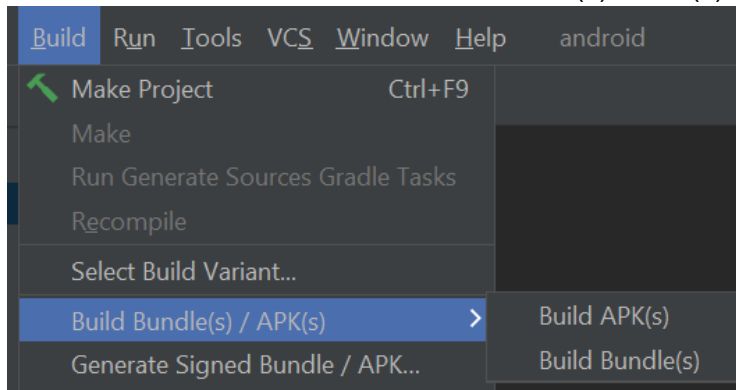 Build Run Tools VCS Window Help android
Make Project Ctrl+F9
Make
Run Generate Sources Gradle Tasks
Recompile
Select Build Variant...
Build Bundle(s) / APK(s)
Build APK(s)
Generate Signed Bundle / APK...
Build Bundle(s)